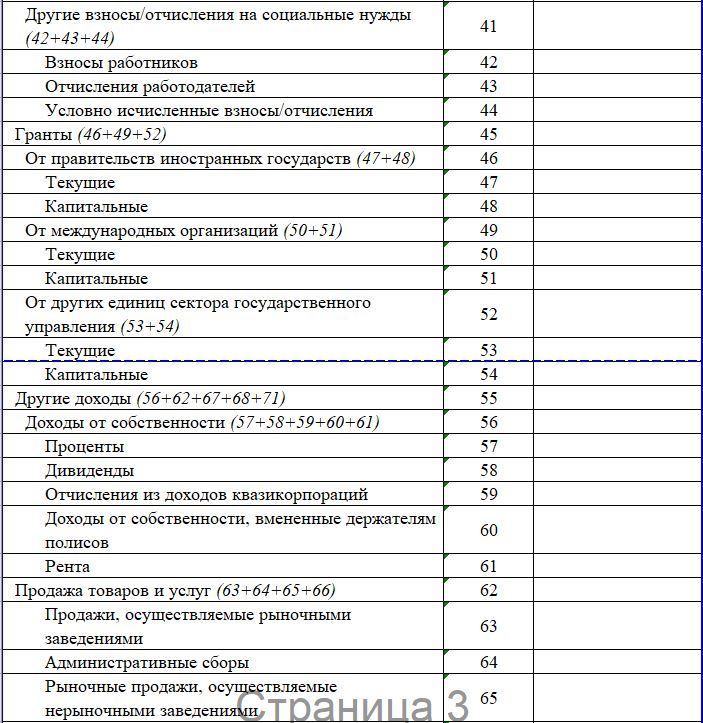 Другие взносы/отчисления на социальные нужды
(42+43+44) 41
Взносы работников 42
Отчисления работодателей 43
Условно исчисленные взносы/отчисления 44
Гранты (46+49+52) 45
От правительств иностранных государств (47+48) 46
Текущие 47
Капитальные 48
От международных организаций (50+51) 49
Текущие 50
Капитальные 51
От других единиц сектора государственного
управления (53+54) 52
Текущие 53
Капитальные 54
Другие доходы (56+62+67+68+71) 55
Доходы от собственности (57+58+59+60+61) 56
Проценты 57
Дивиденды 58
Отчисления из доходов квазикорпораций 59
Доходы от собственности, вмененные держателям
полисов 60
Рента 61
Продажа товаров и услуг (63+64+65+66) 62
Продажи, осуществляемые рыночными
заведениями 63
Административные сборы 64
Рыночные продажи, осуществляемые
нерыночными заведениями 65
Страница 3